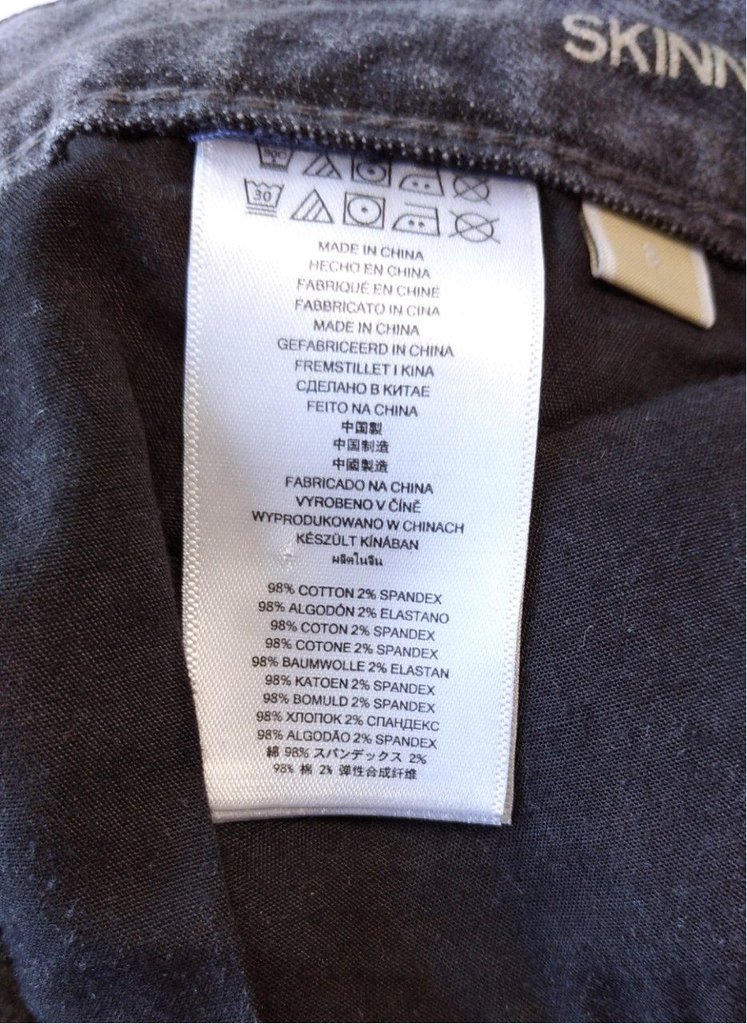 SKINN
30
MADE IN CHINA
HECHO EN CHINA
FABRIQUÉ EN CHINE
FABBRICATO IN CINA
MADE IN CHINA
GEFABRICEERD IN CHINA
FREMSTILLET I KINA
СДЕЛАНО В КИТАЕ
FEITO NA CHINA
中国製
中国制造
中國製造
FABRICADO NA CHINA
VYROBENO V ČÍNĚ
WYPRODUKOWANO W CHINACH
KÉSZÜLT KÍNÁBAN
ผลิตในจีน
98% COTTON 2% SPANDEX
98% ALGODÓN 2% ELASTANO
98% COTON 2% SPANDEX
98% COTONE 2% SPANDEX
98% BAUMWOLLE 2% ELASTAN
98% KATOEN 2% SPANDEX
98% BOMULD 2% SPANDEX
98% ХЛОПОК 2% СПАНДЕКС
98% ALGODÃO 2% SPANDEX
綿 98% スパンデックス 2%
98% 棉 2% 弹性合成纤维